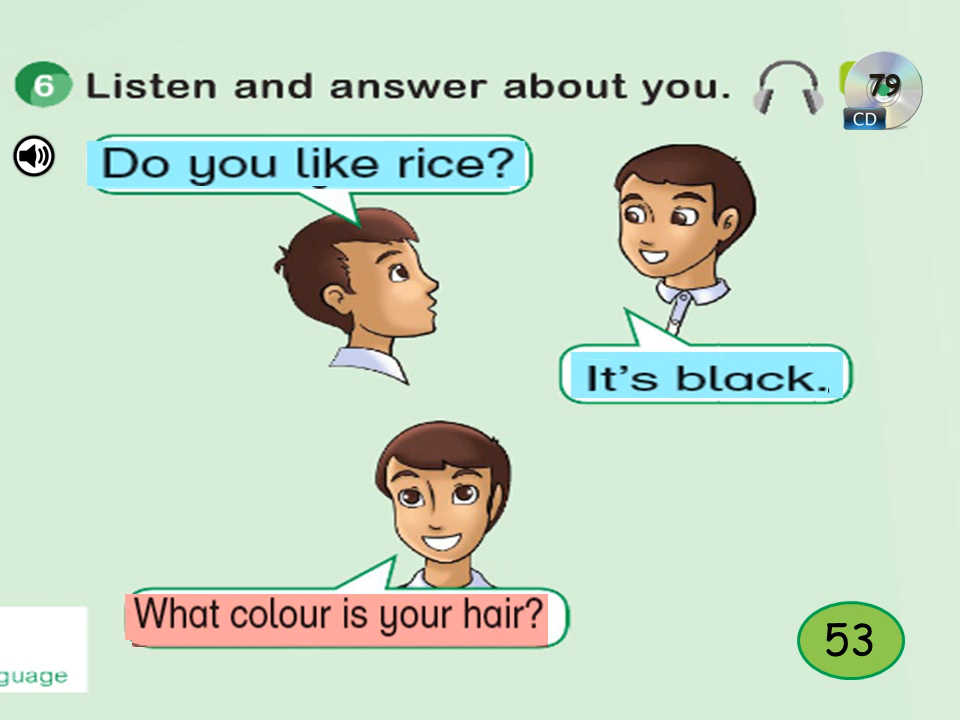 6 Listen and answer about you.
79
CD
Do you like rice?
It's black.
What colour is your hair?
53
guage